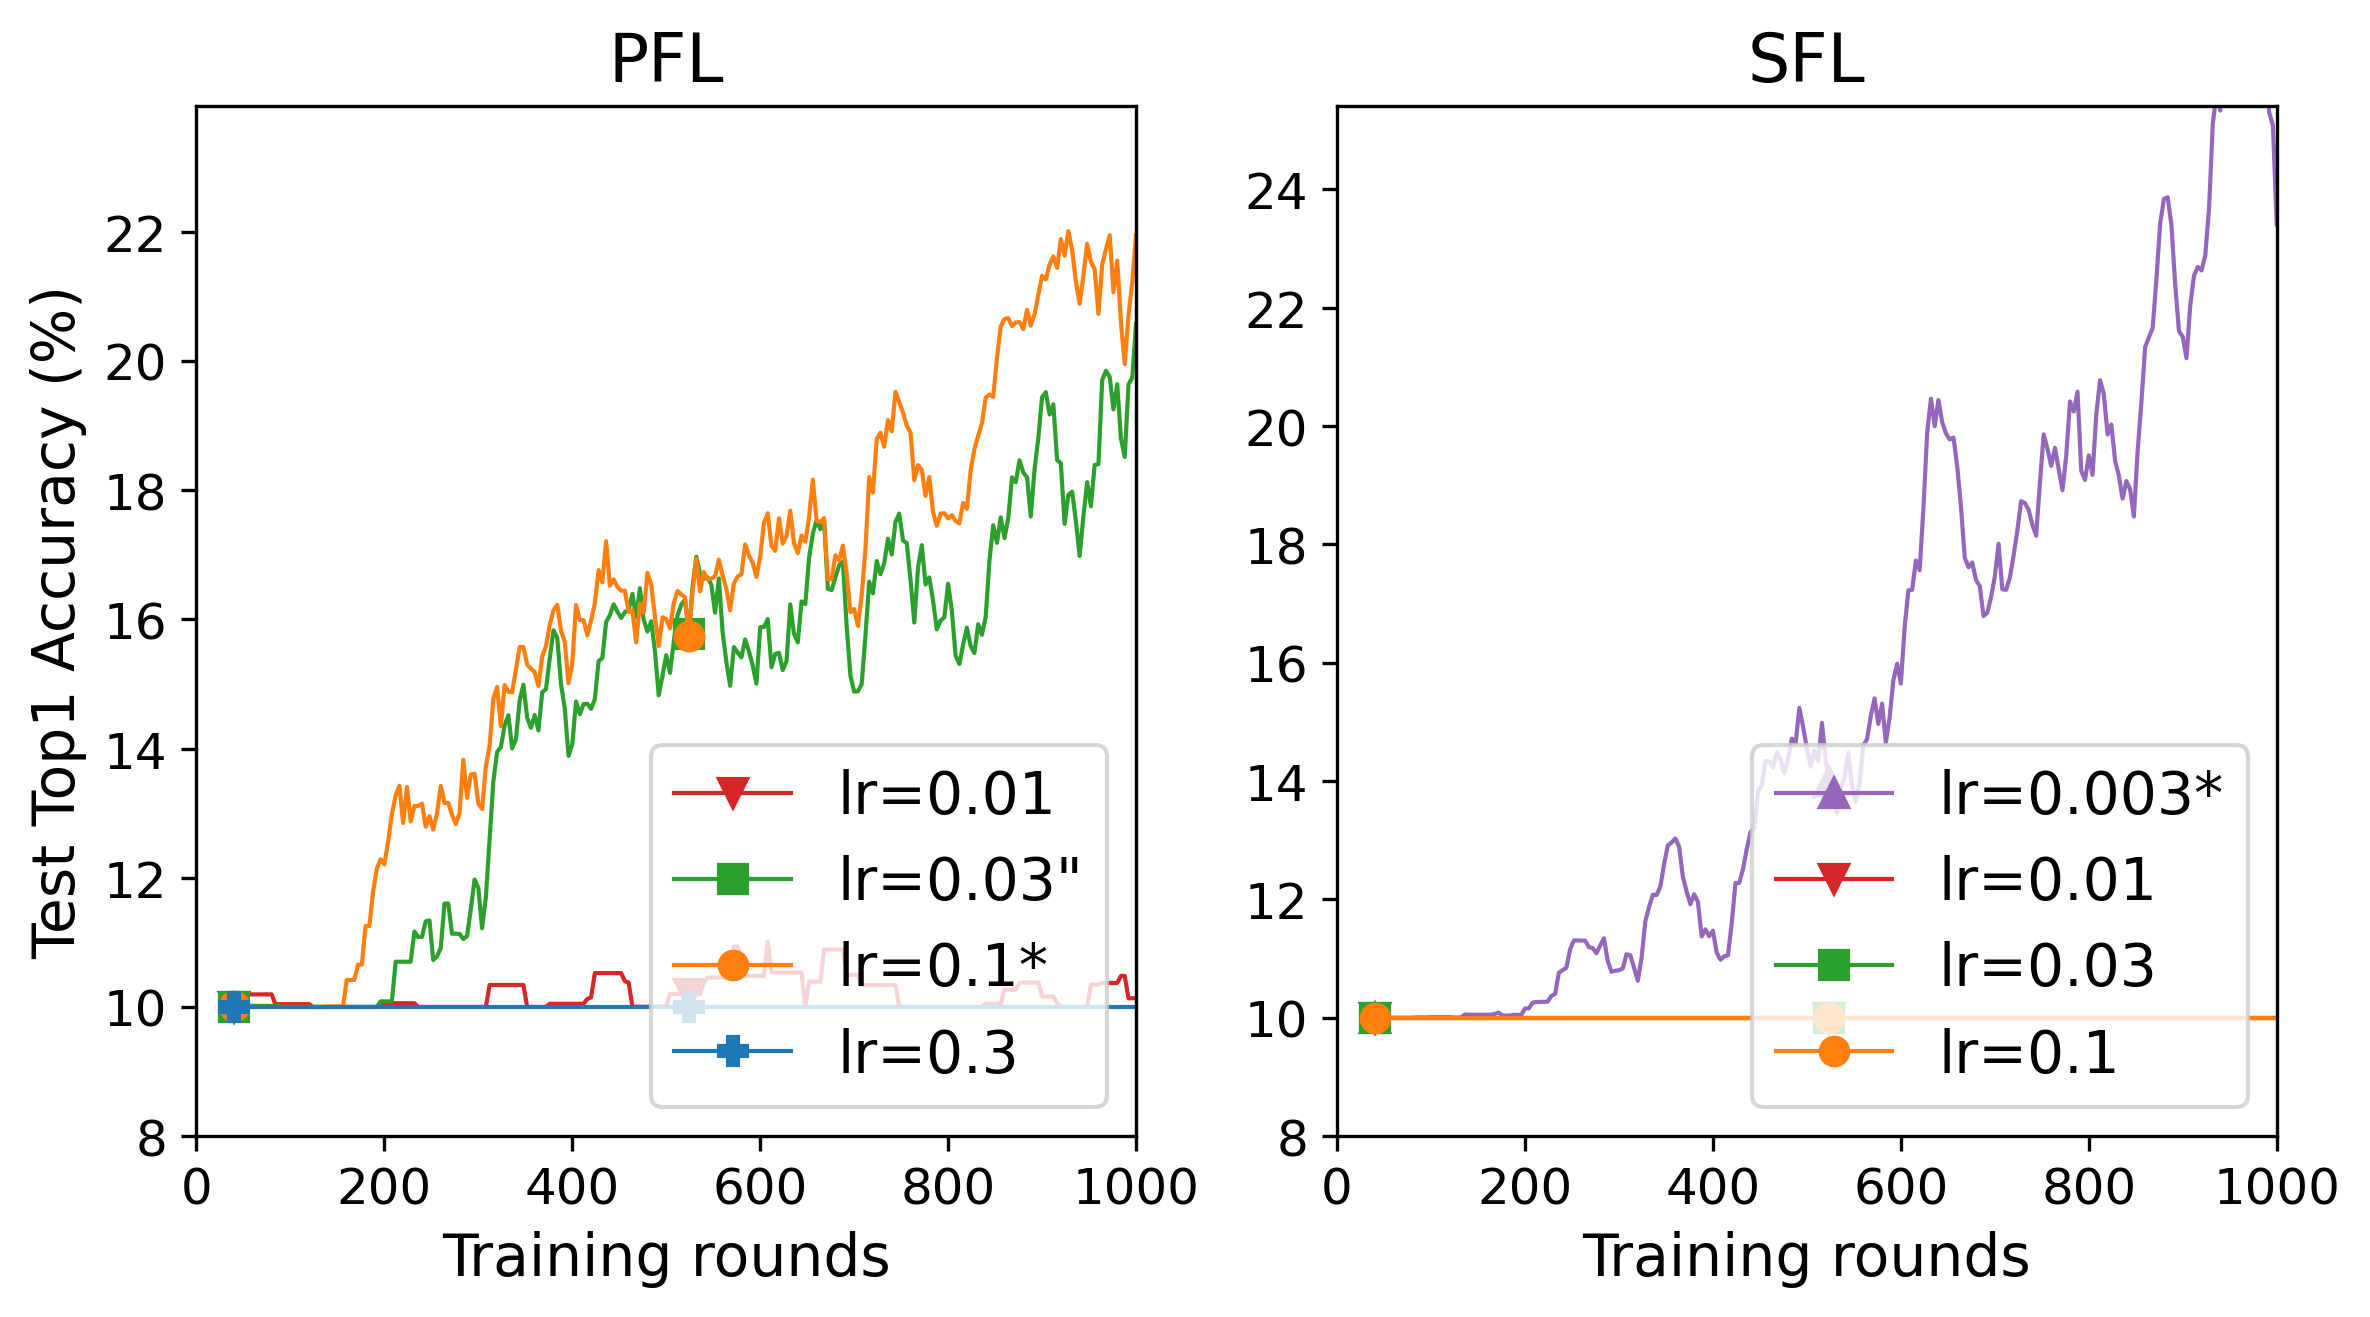 PFL
Test Top1 Accuracy (%)
22
20
18
16
14
12
10
8
0 200 400 600 800 1000
Training rounds
lr=0.01
lr=0.03"
lr=0.1*
lr=0.3
SFL
24
22
20
18
16
14
12
10
8
0 200 400 600 800 1000
Training rounds
lr=0.003*
lr=0.01
lr=0.03
lr=0.1